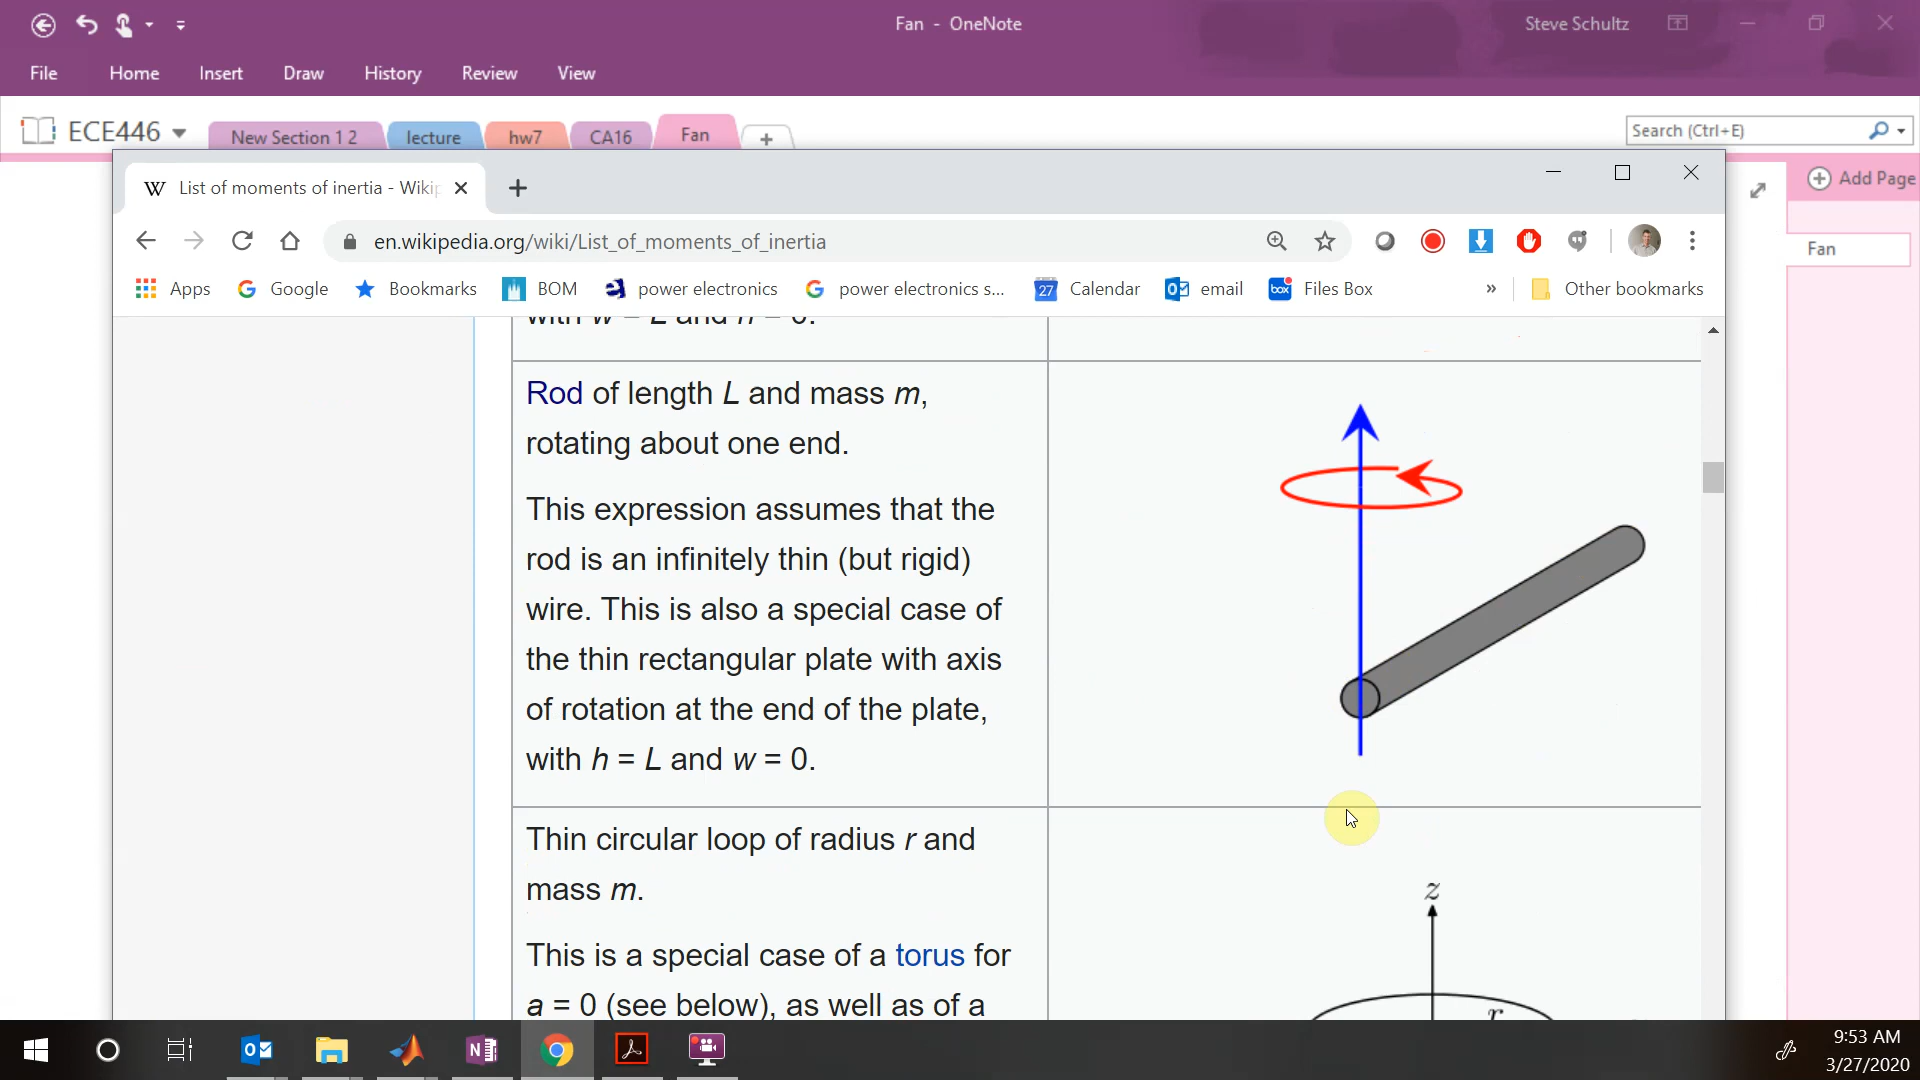 Fan - OneNote
Steve Schultz
File Home Insert Draw History Review View
ECE446
New Section 1 2 lecture hw7 CA16 Fan +
Search (Ctrl+E)
Add Page
Fan
W List of moments of inertia - Wiki
en.wikipedia.org/wiki/List_of_moments_of_inertia
Apps Google Bookmarks BOM power electronics power electronics s... 27 Calendar email box Files Box » Other bookmarks
with w = L and h = 0.
Rod of length L and mass m,
rotating about one end.
This expression assumes that the
rod is an infinitely thin (but rigid)
wire. This is also a special case of
the thin rectangular plate with axis
of rotation at the end of the plate,
with h = L and w = 0.
Thin circular loop of radius r and
mass m.
z
This is a special case of a torus for
a = 0 (see below), as well as of a
r
9:53 AM
3/27/2020